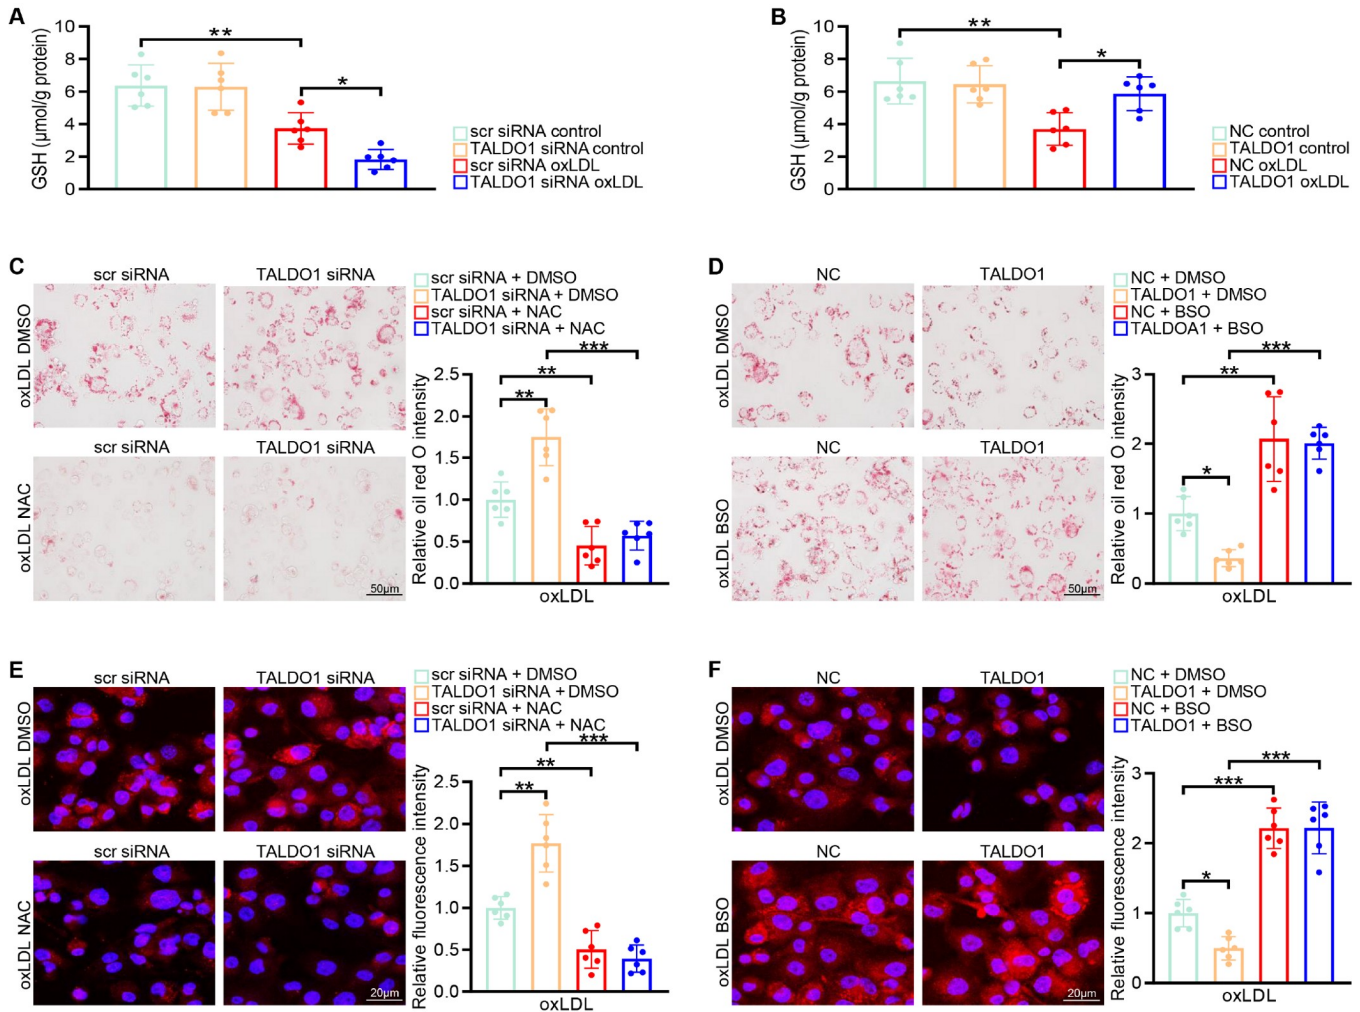 A
GSH (μmol/g protein)
10
8
6
4
2
0
**
*
scr siRNA control
TALDO1 siRNA control
scr siRNA oxLDL
TALDO1 siRNA oxLDL
B
GSH (μmol/g protein)
10
8
6
4
2
0
**
*
NC control
TALDO1 control
NC oxLDL
TALDO1 oxLDL
C
scr siRNA
TALDO1 siRNA
oxLDL DMSO
scr siRNA
TALDO1 siRNA
oxLDL NAC
50μm
scr siRNA + DMSO
TALDO1 siRNA + DMSO
scr siRNA + NAC
TALDO1 siRNA + NAC
Relative oil red O intensity
2.5
2.0
1.5
1.0
0.5
0.0
***
**
**
oxLDL
D
NC
TALDO1
oxLDL DMSO
NC
TALDO1
oxLDL BSO
50μm
NC + DMSO
TALDO1 + DMSO
NC + BSO
TALDOA1 + BSO
Relative oil red O intensity
3
2
1
0
***
**
*
oxLDL
E
scr siRNA
TALDO1 siRNA
oxLDL DMSO
scr siRNA
TALDO1 siRNA
oxLDL NAC
20μm
scr siRNA + DMSO
TALDO1 siRNA + DMSO
scr siRNA + NAC
TALDO1 siRNA + NAC
Relative fluorescence intensity
2.5
2.0
1.5
1.0
0.5
0.0
***
**
**
oxLDL
F
NC
TALDO1
oxLDL DMSO
NC
TALDO1
oxLDL BSO
20μm
NC + DMSO
TALDO1 + DMSO
NC + BSO
TALDO1 + BSO
Relative fluorescence intensity
3
2
1
0
***
***
*
oxLDL